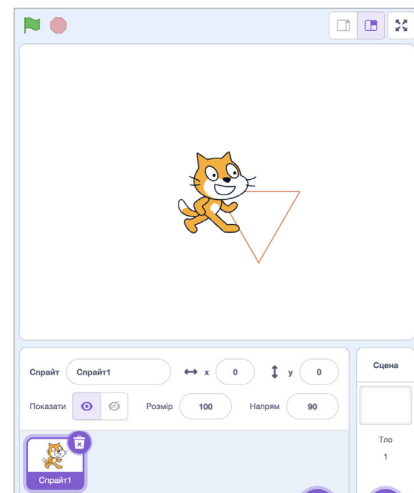 Спрайт Спрайт1 x 0 y 0 Сцена
Показати Розмір 100 Напрям 90
Тло
1
Спрайт1